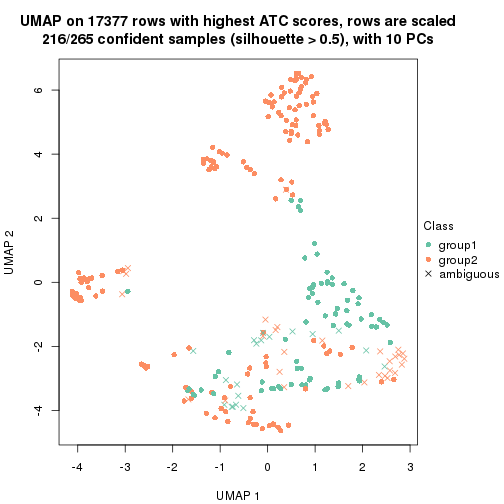 UMAP on 17377 rows with highest ATC scores, rows are scaled
216/265 confident samples (silhouette > 0.5), with 10 PCs
6
4
2
0
-2
-4
UMAP 2
-4
-3
-2
-1
0
1
2
3
UMAP 1
Class
group1
group2
ambiguous